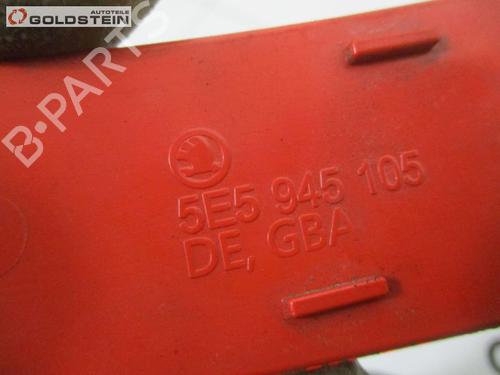 AUTOTEILE
GOLDSTEIN
B-PARTS
5E5 945 105
DE, GBA